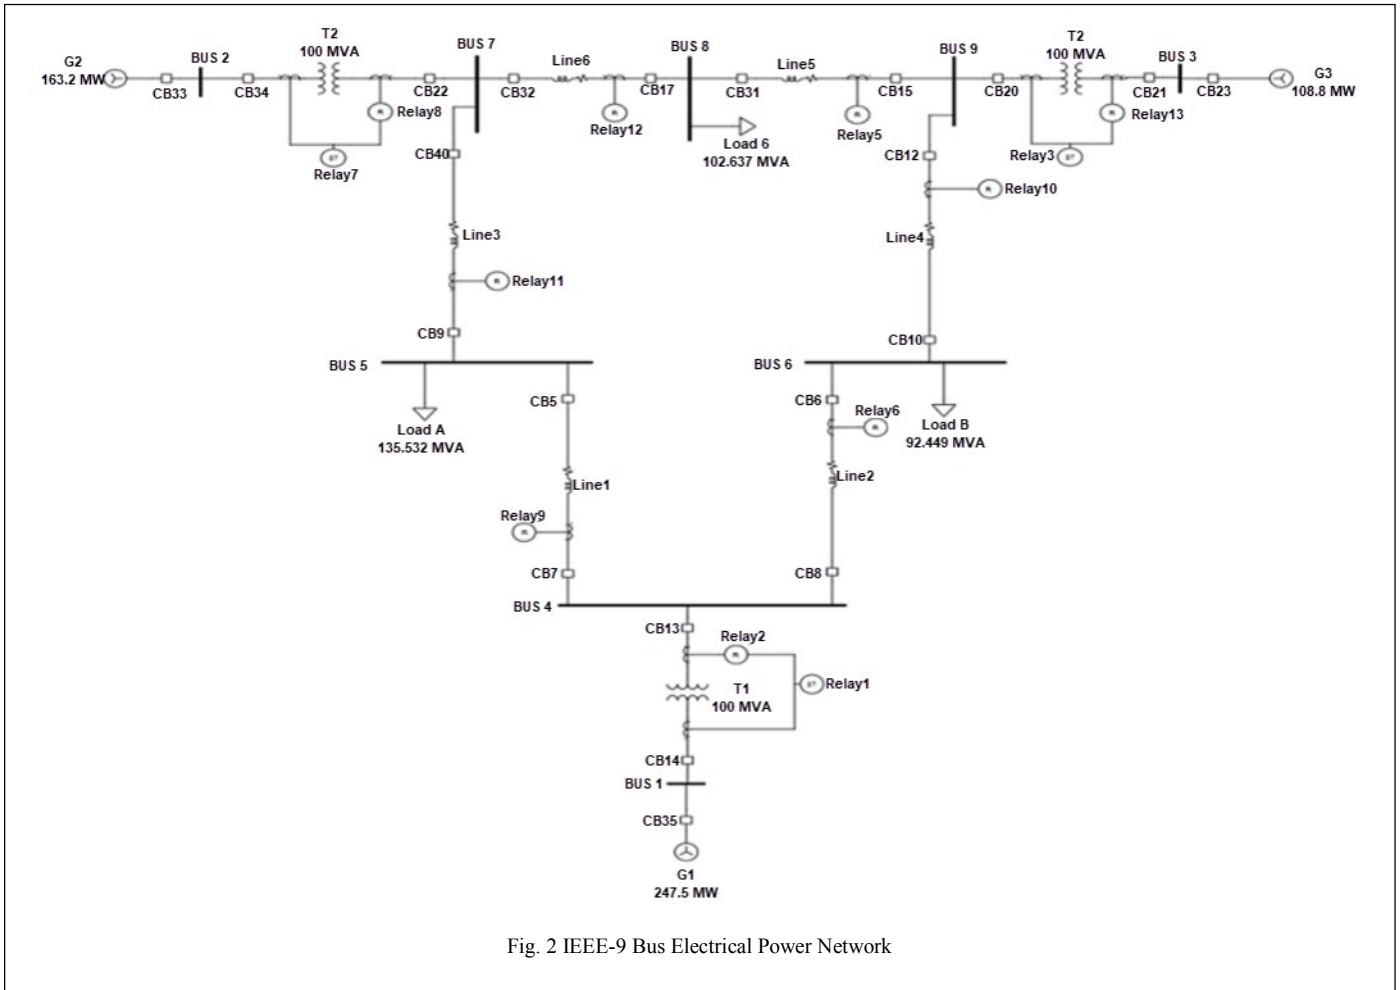 G2
163.2 MW
CB33
BUS 2
CB34
T2
100 MVA
Relay8
Relay7
CB22
BUS 7
CB32
Line6
Relay12
CB17
BUS 8
CB31
Load 6
102.637 MVA
Line5
Relay5
CB15
BUS 9
CB20
T2
100 MVA
Relay3
Relay13
CB21
BUS 3
CB23
G3
108.8 MW
CB40
Line3
Relay11
CB9
BUS 5
CB12
Relay10
Line4
CB10
BUS 6
Load A
135.532 MVA
CB5
Line1
Relay9
CB7
CB6
Relay6
Load B
92.449 MVA
Line2
CB8
BUS 4
CB13
Relay2
T1
100 MVA
Relay1
CB14
BUS 1
CB35
G1
247.5 MW
Fig. 2 IEEE-9 Bus Electrical Power Network